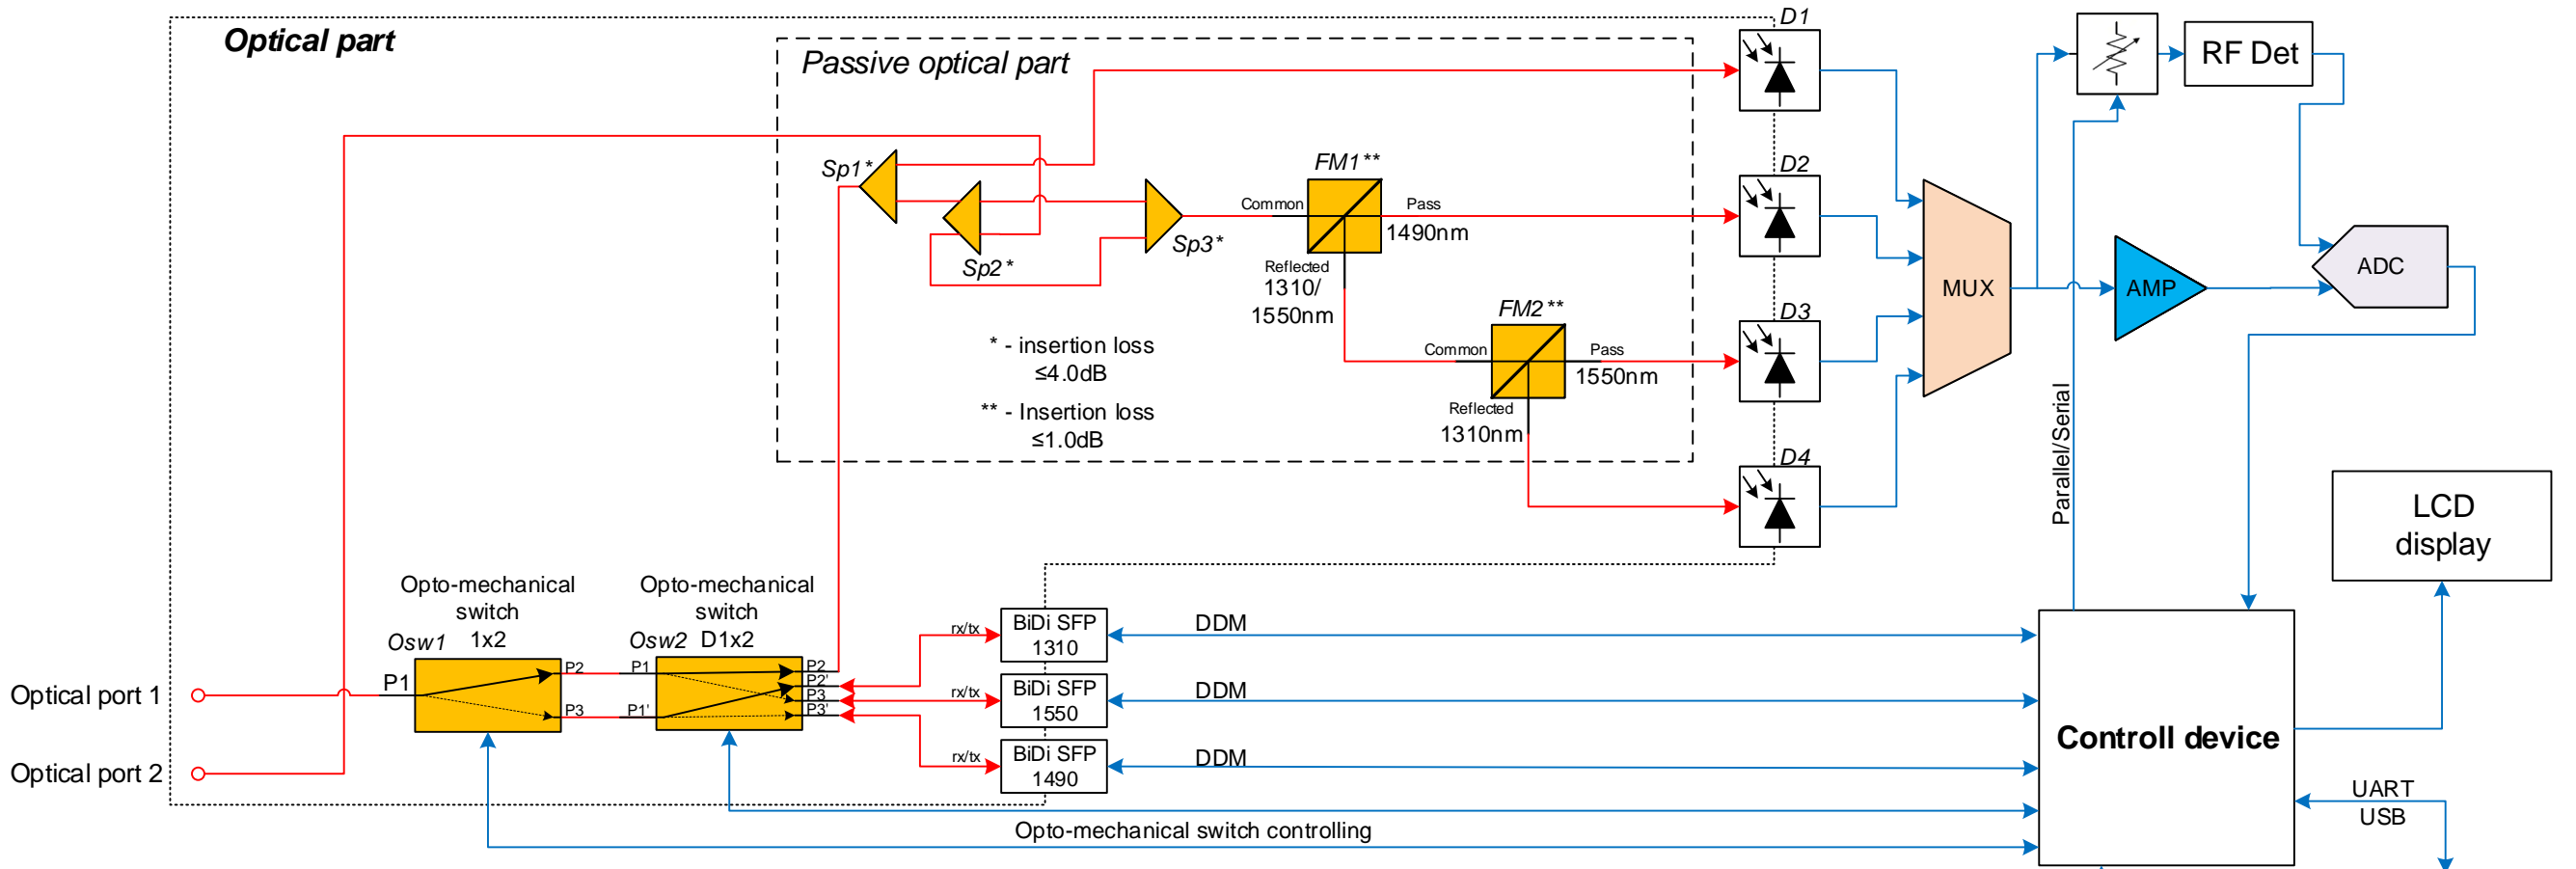 Optical part
Passive optical part
D1
RF Det
Sp1*
Sp2*
Sp3*
FM1**
Common
Pass
1490nm
Reflected
1310/
1550nm
D2
FM2**
Common
Pass
1550nm
Reflected
1310nm
D3
D4
* - insertion loss
≤4.0dB
** - Insertion loss
≤1.0dB
MUX
AMP
ADC
Parallel/Serial
LCD
display
Opto-mechanical
switch
1x2
Osw1
Opto-mechanical
switch
D1x2
Osw2
P1
P2
P3
P1
P1'
P2
P2'
P3
P3'
rx/tx
BiDi SFP
1310
DDM
rx/tx
BiDi SFP
1550
DDM
rx/tx
BiDi SFP
1490
DDM
Optical port 1
Optical port 2
Controll device
Opto-mechanical switch controlling
UART
USB